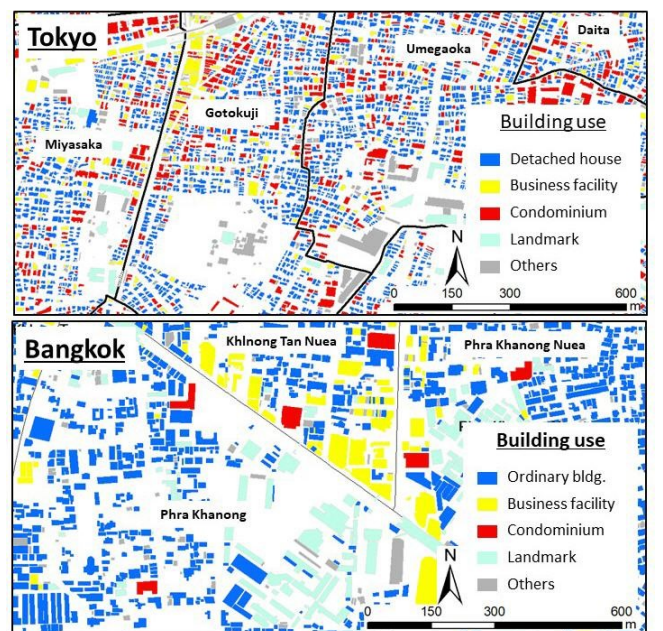 Tokyo
Umegaoka
Daita
Gotokuji
Miyasaka
Building use
Detached house
Business facility
Condominium
Landmark
Others
N
0 150 300 600
m
Bangkok
Khlnong Tan Nuea
Phra Khanong Nuea
Phra Khanong
Building use
Ordinary bldg.
Business facility
Condominium
Landmark
Others
N
0 150 300 600
m